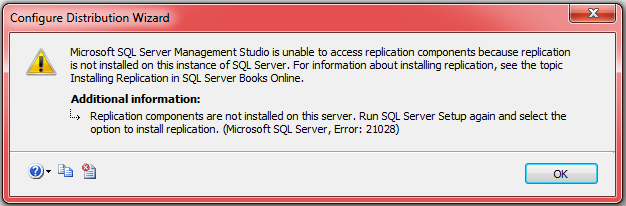 Configure Distribution Wizard
Microsoft SQL Server Management Studio is unable to access replication components because replication
is not installed on this instance of SQL Server. For information about installing replication, see the topic
Installing Replication in SQL Server Books Online.
Additional information:
Replication components are not installed on this server. Run SQL Server Setup again and select the
option to install replication. (Microsoft SQL Server, Error: 21028)
OK